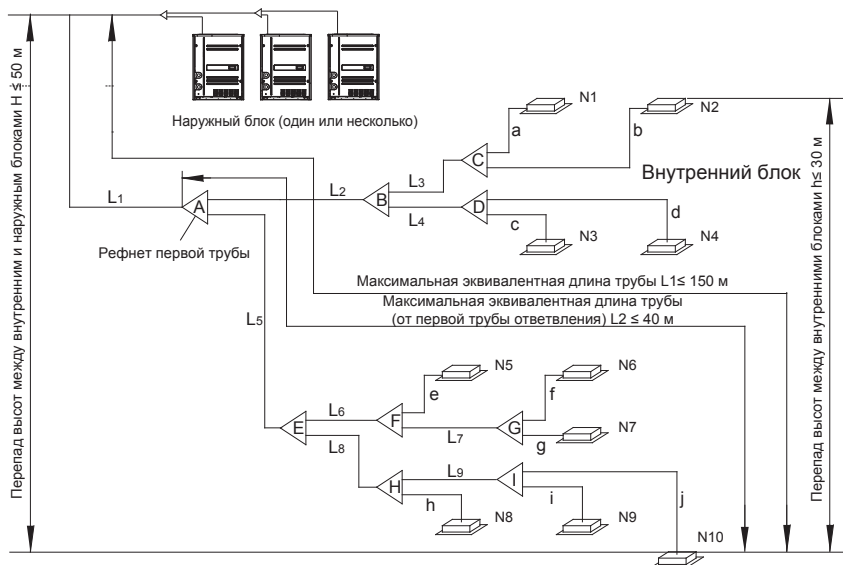 Перепад высот между внутренним и наружным блоками H ≤ 50 м
Наружный блок (один или несколько)
N1
N2
a
b
C
Внутренний блок
L3
L2
B
L1
A
L4
D
d
c
Рефнет первой трубы
N3
N4
Максимальная эквивалентная длина трубы L1≤ 150 м
Максимальная эквивалентная длина трубы
(от первой трубы ответвления) L2 ≤ 40 м
L5
N5
N6
e
f
L6
F
E
L7
G
g
N7
L8
L9
I
H
h
i
j
N8
N9
N10
Перепад высот между внутренними блоками h≤ 30 м